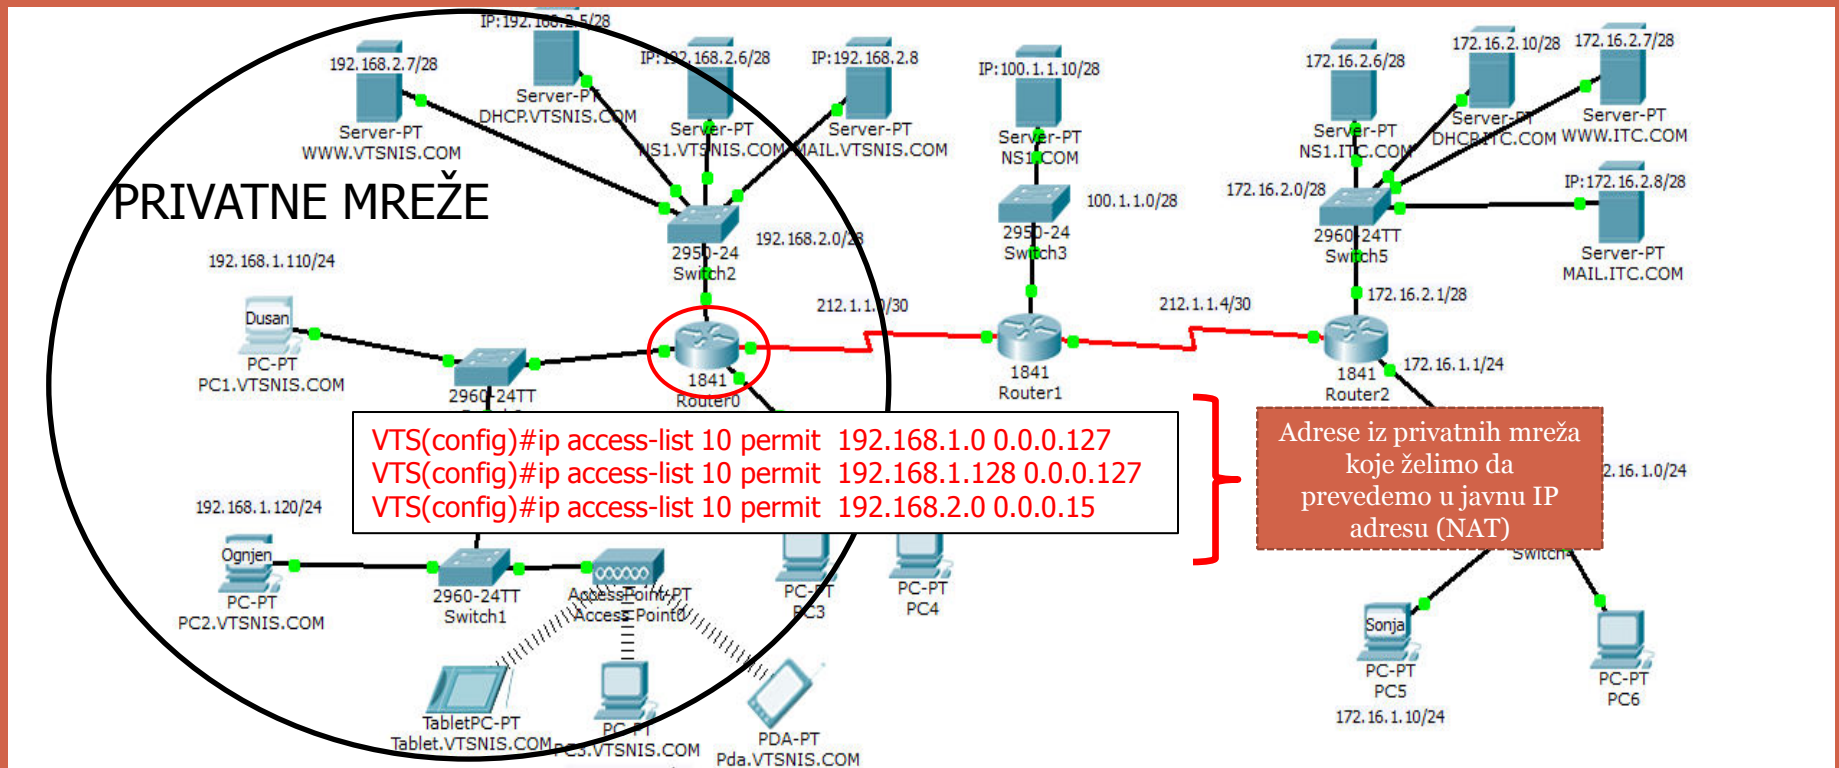 IP:192.168.2.5/28
192.168.2.7/28
IP:192.168.2.6/28
IP:192.168.2.8
IP:100.1.1.10/28
172.16.2.6/28
172.16.2.10/28
172.16.2.7/28
Server-PT
WWW.VTSNIS.COM
Server-PT
DHCP.VTSNIS.COM
Server-PT
NS1.VTSNIS.COM
Server-PT
MAIL.VTSNIS.COM
Server-PT
NS1.COM
Server-PT
NS1.ITC.COM
Server-PT
DHCP.ITC.COM
Server-PT
WWW.ITC.COM
PRIVATNE MREŽE
IP:172.16.2.8/28
172.16.2.0/28
100.1.1.0/28
192.168.2.0/28
2950-24
Switch2
2950-24
Switch3
2960-24TT
Switch5
Server-PT
MAIL.ITC.COM
192.168.1.110/24
Dusan
PC-PT
PC1.VTSNIS.COM
212.1.1.0/30
212.1.1.4/30
172.16.2.1/28
172.16.1.1/24
2960-24TT
1841
Router0
1841
Router1
1841
Router2
VTS(config)#ip access-list 10 permit  192.168.1.0 0.0.0.127
VTS(config)#ip access-list 10 permit  192.168.1.128 0.0.0.127
VTS(config)#ip access-list 10 permit  192.168.2.0 0.0.0.15
Adrese iz privatnih mreža
koje želimo da
prevedemo u javnu IP
adresu (NAT)
2.16.1.0/24
192.168.1.120/24
Ognjen
PC-PT
PC2.VTSNIS.COM
2960-24TT
Switch1
AccessPoint-PT
Access Point0
PC-PT
PC3
PC-PT
PC4
Switch
Sonja
PC-PT
PC5
172.16.1.10/24
PC-PT
PC6
TabletPC-PT
Tablet.VTSNIS.COM
PC-PT
PC3.VTSNIS.COM
PDA-PT
Pda.VTSNIS.COM